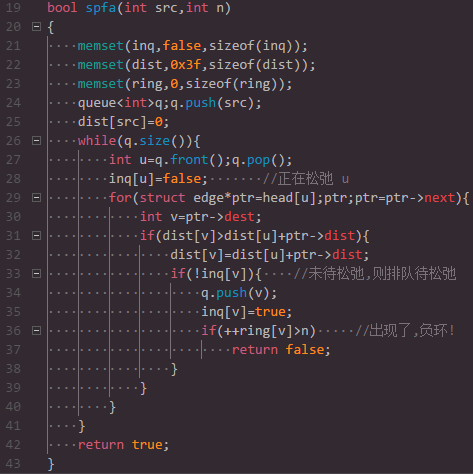 19 bool spfa(int src,int n)
20 {
21 ····memset(inq,false,sizeof(inq));
22 ····memset(dist,0x3f,sizeof(dist));
23 ····memset(ring,0,sizeof(ring));
24 ····queue<int>q;q.push(src);
25 ····dist[src]=0;
26 ····while(q.size()){
27 ········int u=q.front();q.pop();
28 ········inq[u]=false; //正在松弛 u
29 ········for(struct edge*ptr=head[u];ptr;ptr=ptr->next){
30 ············int v=ptr->dest;
31 ············if(dist[v]>dist[u]+ptr->dist){
32 ················dist[v]=dist[u]+ptr->dist;
33 ················if(!inq[v]){ //未待松弛,则排队待松弛
34 ····················q.push(v);
35 ····················inq[v]=true;
36 ····················if(++ring[v]>n) //出现了,负环!
37 ························return false;
38 ················}
39 ············}
40 ········}
41 ····}
42 ····return true;
43 }